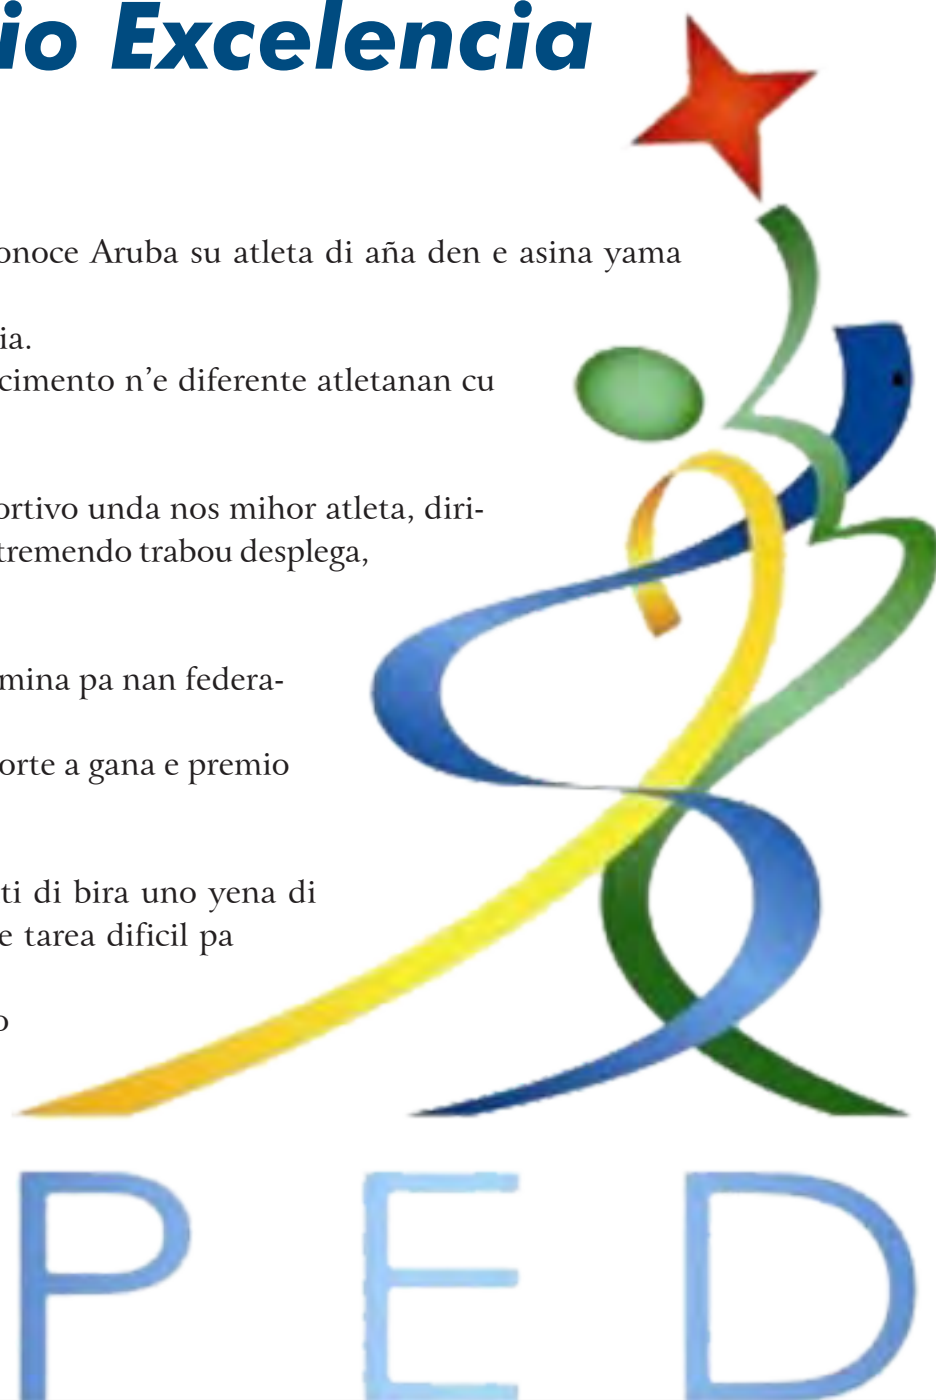 io Excelencia
onoce Aruba su atleta di aña den e asina yama
ia.
cimento n’e diferente atletanan cu
ortivo unda nos mihor atleta, diri-
tremendo trabou desplega,
mina pa nan federa-
orte a gana e premio
ti di bira uno yena di
e tarea dificil pa
o
P E D